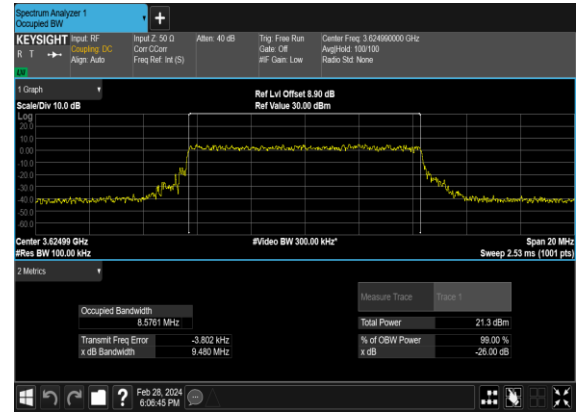 Spectrum Analyzer 1
Occupied BW
+
KEYSIGHT Input: RF Input Z: 50 Ω Atten: 40 dB Trig: Free Run Center Freq: 3.624990000 GHz
R T Coupling: DC Corr CCorr Gate: Off Avg|Hold: 100/100
Align: Auto Freq Ref: Int (S) #IF Gain: Low Radio Std: None
LXI
1 Graph
Ref Lvl Offset 8.90 dB
Scale/Div 10.0 dB Ref Value 30.00 dBm
Log
20.0
10.0
0.00
-10.0
-20.0
-30.0
-40.0
-50.0
-60.0
Center 3.62499 GHz #Video BW 300.00 kHz* Span 20 MHz
#Res BW 100.00 kHz Sweep 2.53 ms (1001 pts)
2 Metrics
Measure Trace Trace 1
Occupied Bandwidth
8.5761 MHz Total Power 21.3 dBm
Transmit Freq Error -3.802 kHz % of OBW Power 99.00 %
x dB Bandwidth 9.480 MHz x dB -26.00 dB
? Feb 28, 2024
6:06:45 PM